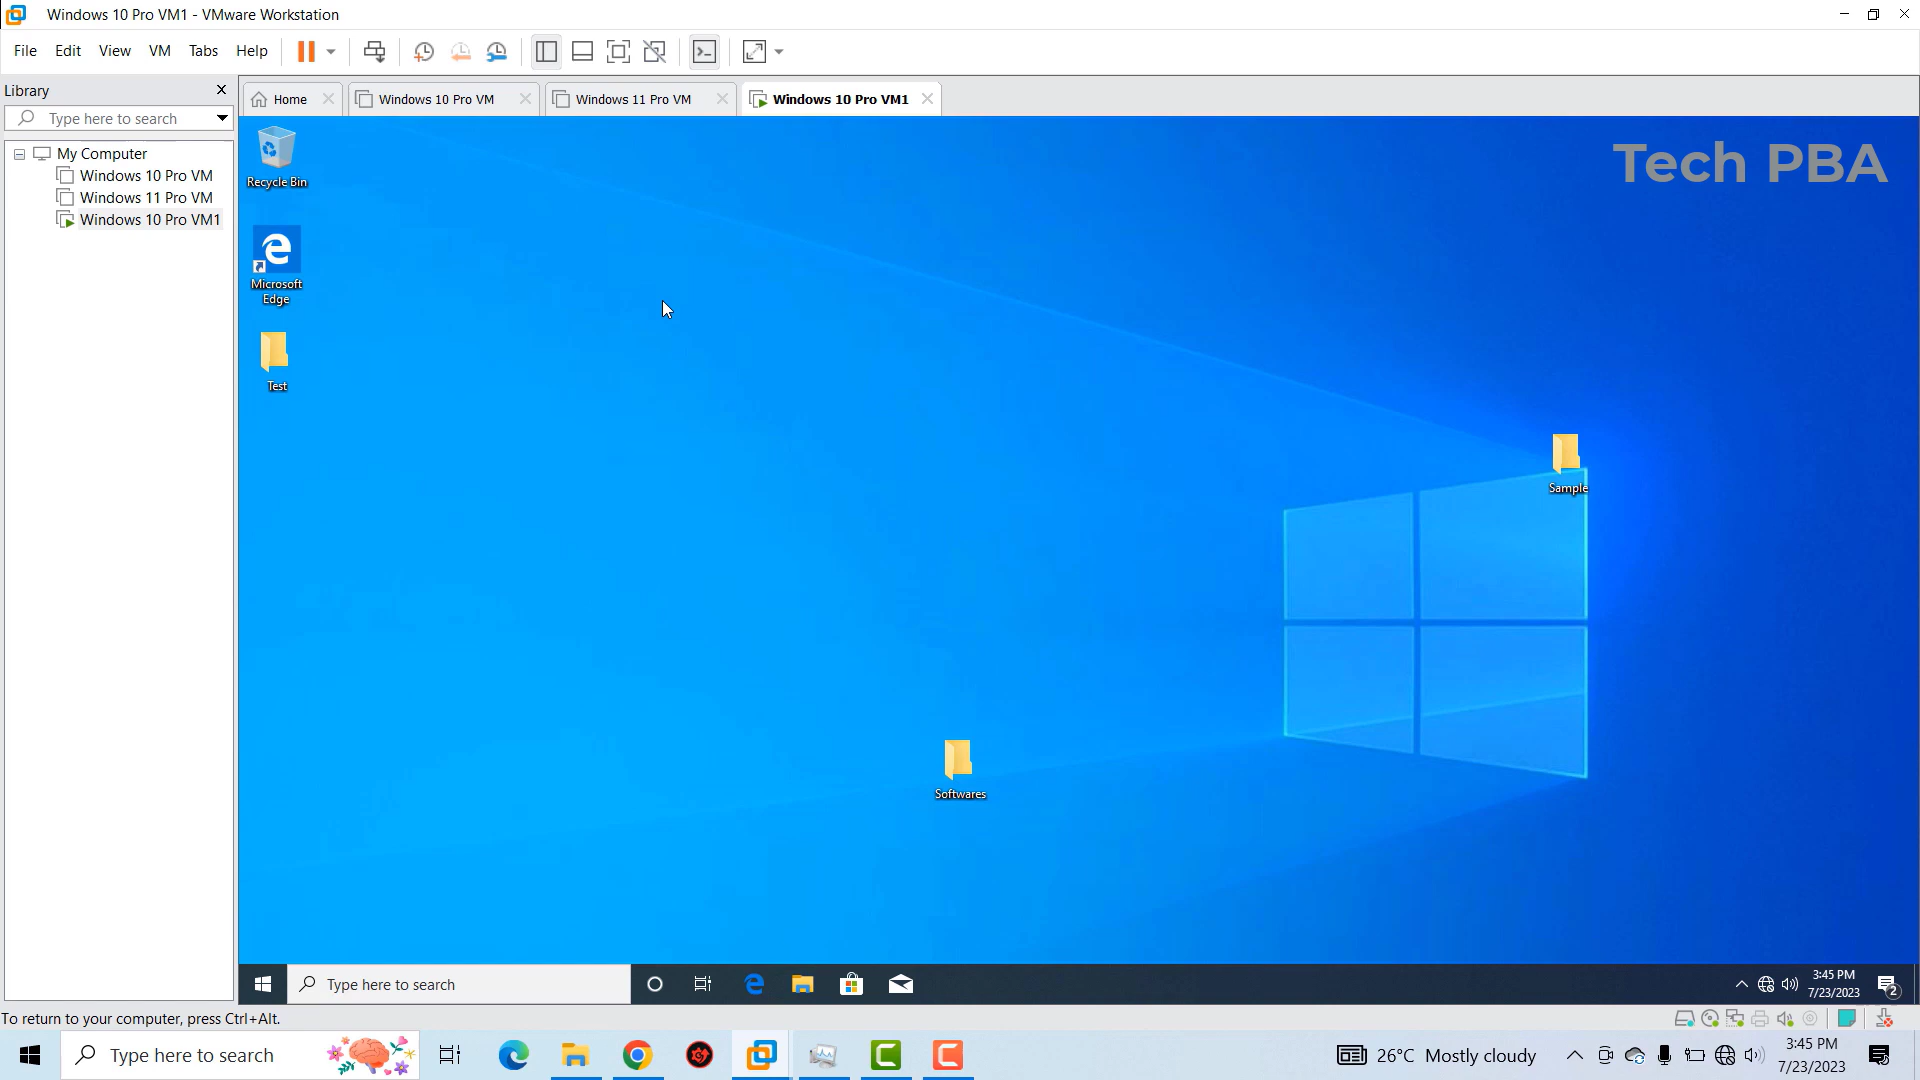 Windows 10 Pro VM1 - VMware Workstation
File Edit View VM Tabs Help
Library
Home
Windows 10 Pro VM
Windows 11 Pro VM
Windows 10 Pro VM1
Type here to search
My Computer
Windows 10 Pro VM
Windows 11 Pro VM
Windows 10 Pro VM1
Recycle Bin
Tech PBA
Microsoft
Edge
Test
Sample
Softwares
Type here to search
3:45 PM
7/23/2023
2
To return to your computer, press Ctrl+Alt.
Type here to search
26°C Mostly cloudy
3:45 PM
7/23/2023